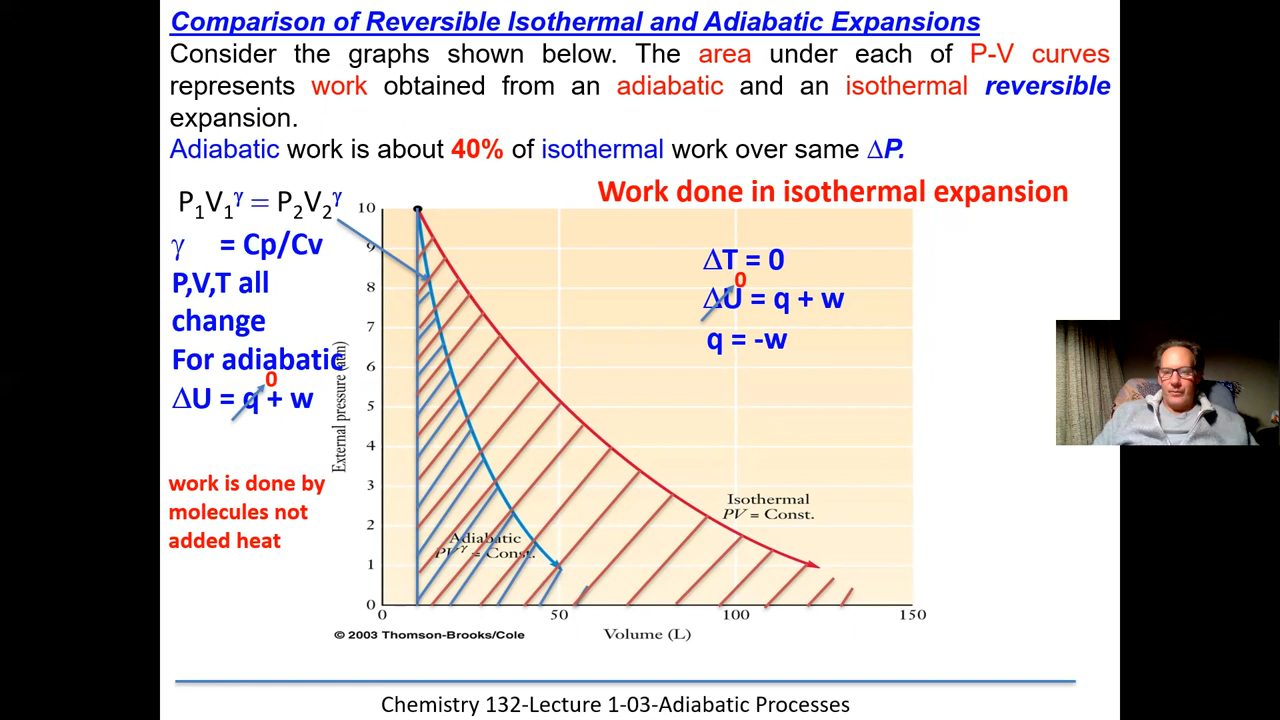 Comparison of Reversible Isothermal and Adiabatic Expansions
Consider the graphs shown below. The area under each of P-V curves
represents work obtained from an adiabatic and an isothermal reversible
expansion.
Adiabatic work is about 40% of isothermal work over same ΔP.
Work done in isothermal expansion
P₁V₁^γ = P₂V₂^γ
γ = Cp/Cv
P,V,T all
change
For adiabatic
0
ΔU = q + w
work is done by
molecules not
added heat
External pressure (atm)
10
9
8
7
6
5
4
3
2
1
0
ΔT = 0
0
ΔU = q + w
q = -w
Isothermal
PV = Const.
Adiabatic
PV^γ = Const.
0 50 100 150
© 2003 Thomson-Brooks/Cole
Volume (L)
Chemistry 132-Lecture 1-03-Adiabatic Processes